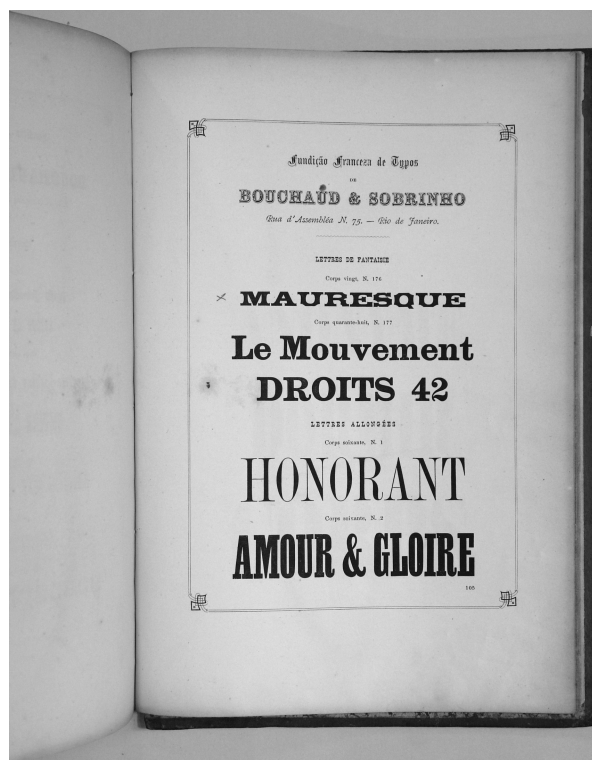 Fundição Franceza de Typos
DE
BOUCHAUD & SOBRINHO
Rua d'Assembléa N. 75. — Rio de Janeiro.
LETTRES DE FANTAISIE
Corps vingt, N. 176
MAURESQUE
Corps quarante-huit, N. 177
Le Mouvement
DROITS 42
LETTRES ALLONGÉES
Corps soixante, N. 1
HONORANT
Corps soixante, N. 2
AMOUR & GLOIRE
165